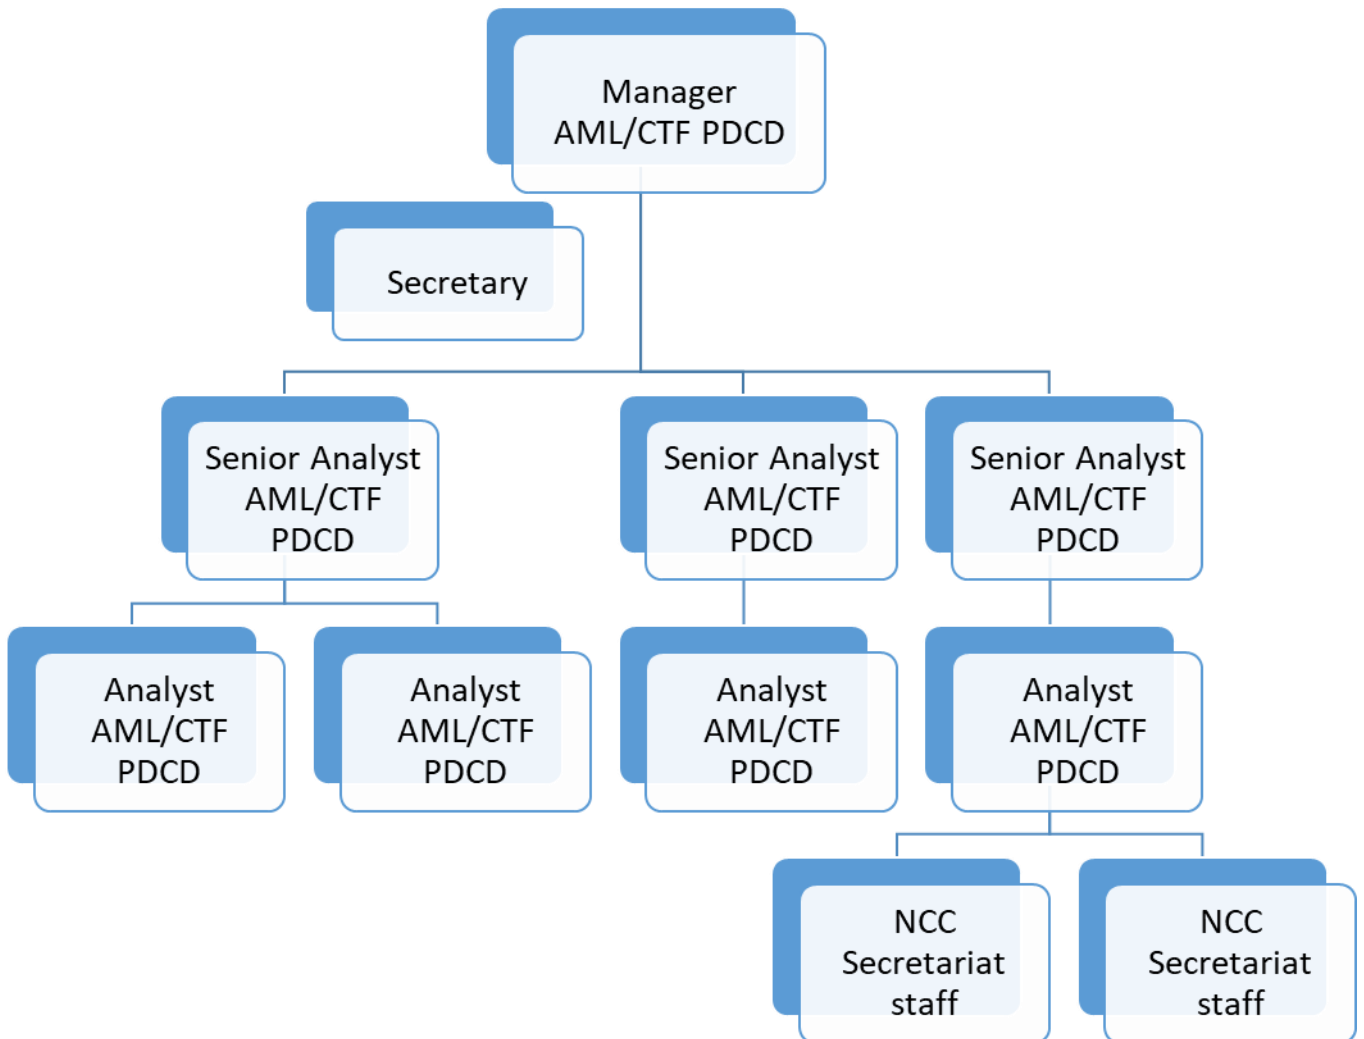 Manager
AML/CTF PDCD
Secretary
Senior Analyst
AML/CTF
PDCD
Senior Analyst
AML/CTF
PDCD
Senior Analyst
AML/CTF
PDCD
Analyst
AML/CTF
PDCD
Analyst
AML/CTF
PDCD
Analyst
AML/CTF
PDCD
Analyst
AML/CTF
PDCD
NCC
Secretariat
staff
NCC
Secretariat
staff